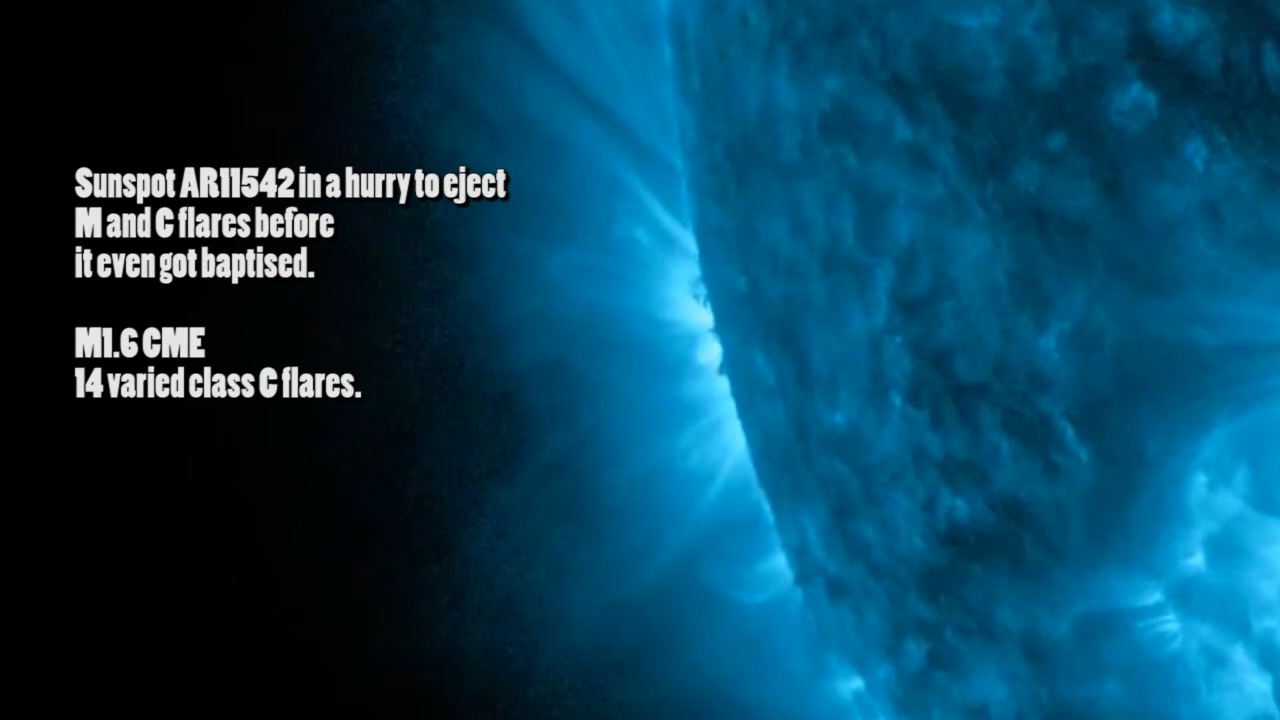 Sunspot AR11542 in a hurry to eject
M and C flares before
it even got baptised.
M1.6 CME
14 varied class C flares.